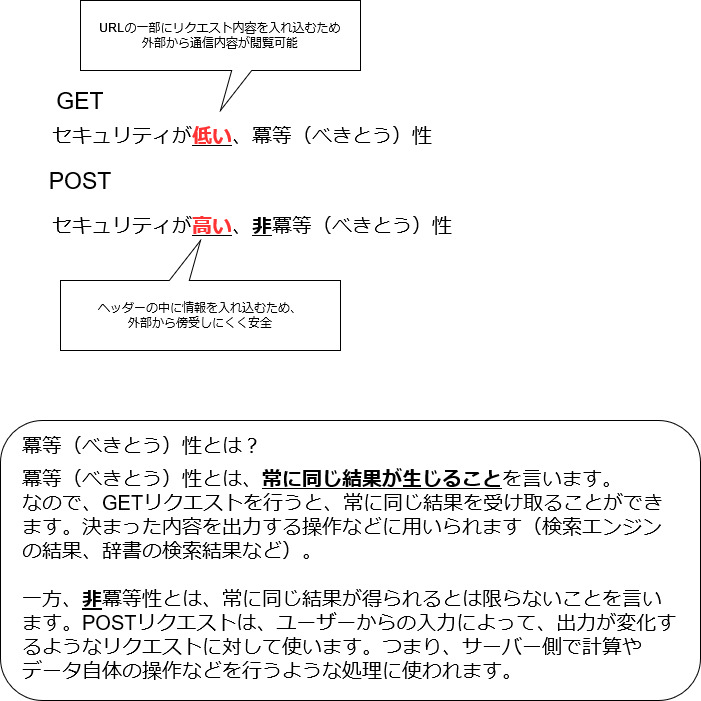 URLの一部にリクエスト内容を入れ込むため
外部から通信内容が閲覧可能
GET
セキュリティが低い、冪等（べきとう）性
POST
セキュリティが高い、非冪等（べきとう）性
ヘッダーの中に情報を入れ込むため、
外部から傍受しにくく安全
冪等（べきとう）性とは？
冪等（べきとう）性とは、常に同じ結果が生じることを言います。
なので、GETリクエストを行うと、常に同じ結果を受け取ることができ
ます。決まった内容を出力する操作などに用いられます（検索エンジン
の結果、辞書の検索結果など）。
一方、非冪等性とは、常に同じ結果が得られるとは限らないことを言い
ます。POSTリクエストは、ユーザーからの入力によって、出力が変化す
るようなリクエストに対して使います。つまり、サーバー側で計算や
データ自体の操作などを行うような処理に使われます。